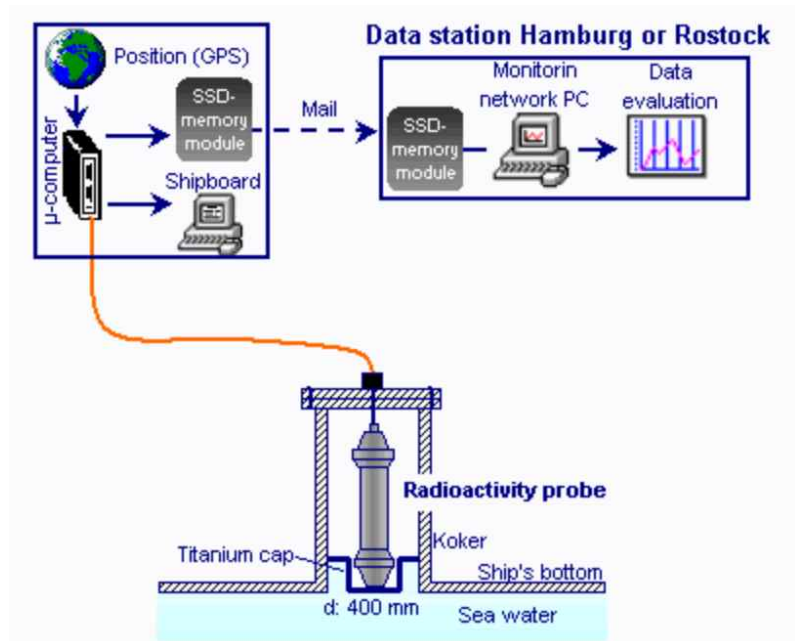 Position (GPS)
SSD-
memory
module
μ-computer
Shipboard
Mail
Data station Hamburg or Rostock
Monitorin
network PC
Data
evaluation
SSD-
memory
module
Radioactivity probe
Koker
Titanium cap
Ship's bottom
d: 400 mm
Sea water